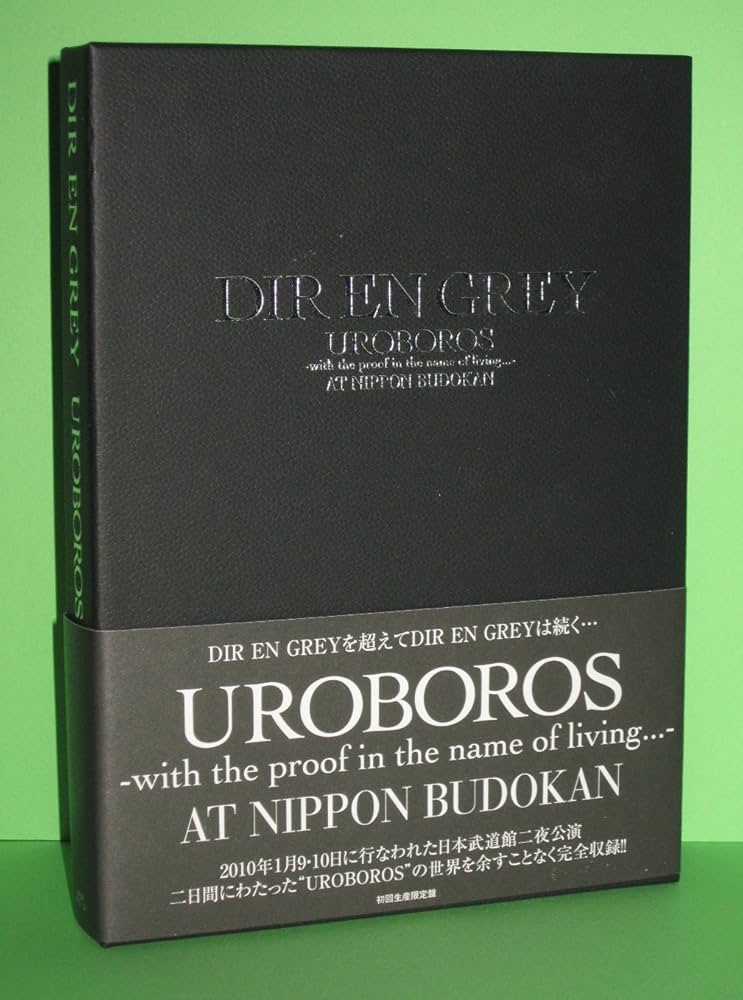 DIR EN GREY UROBOROS
DIR EN GREY
UROBOROS
-with the proof in the name of living...-
AT NIPPON BUDOKAN
DIR EN GREYを超えてDIR EN GREYは続く…
UROBOROS
-with the proof in the name of living...-
AT NIPPON BUDOKAN
2010年1月9・10日に行なわれた日本武道館二夜公演
二日間にわたった“UROBOROS”の世界を余すことなく完全収録!!
初回生産限定盤